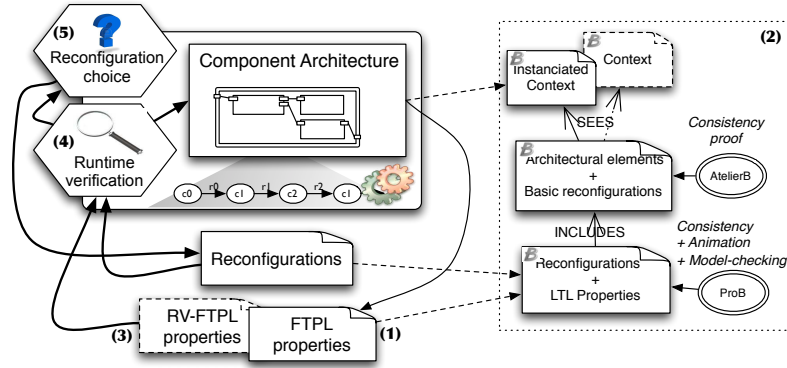 (5)
Reconfiguration
choice
(4)
Runtime
verification
Component Architecture
c0
r0
c1
r1
c2
r2
c1
Reconfigurations
RV-FTPL
properties
(3)
FTPL
properties
(1)
(2)
B
Instanciated
Context
B
Context
SEES
B
Architectural elements
+
Basic reconfigurations
Consistency
proof
AtelierB
INCLUDES
B
Reconfigurations
+
LTL Properties
Consistency
+ Animation
+ Model-checking
ProB